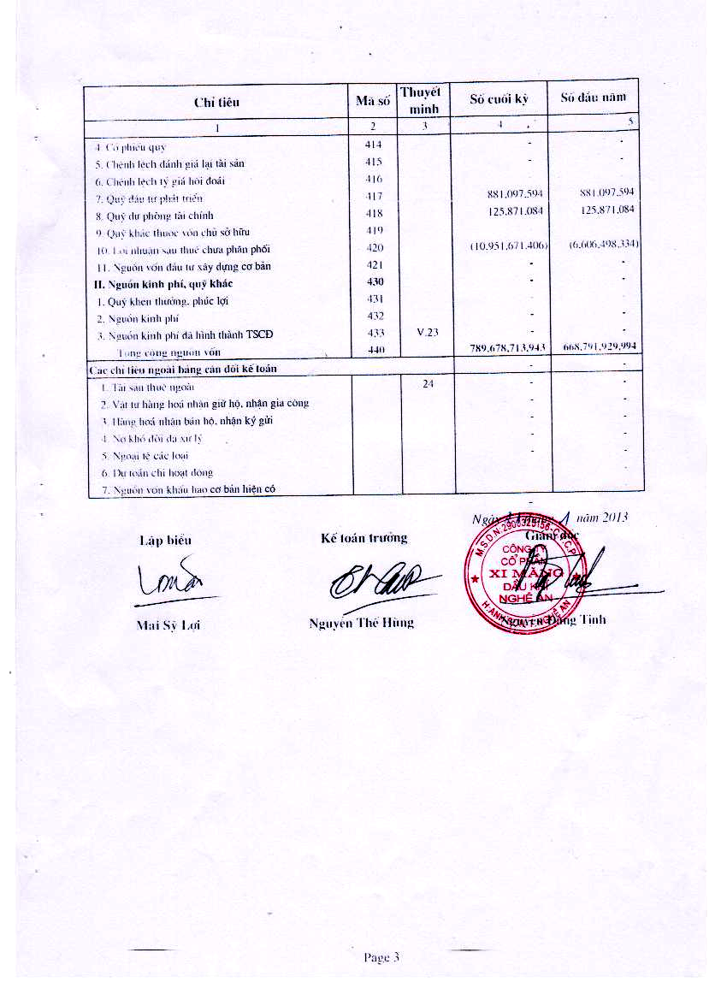 Chỉ tiêu Mã số Thuyết minh Số cuối kỳ Số đầu năm
1 2 3 4 5
4. Cổ phiếu quỹ 414 - -
5. Chênh lệch đánh giá lại tài sản 415 - -
6. Chênh lệch tỷ giá hối đoái 416
7. Quỹ đầu tư phát triển 417 881,097,594 881,097,594
8. Quỹ dự phòng tài chính 418 125,871,084 125,871,084
9. Quỹ khác thuộc vốn chủ sở hữu 419
10. Lợi nhuận sau thuế chưa phân phối 420 (10,951,671,406) (6,606,498,334)
11. Nguồn vốn đầu tư xây dựng cơ bản 421 - -
II. Nguồn kinh phí, quỹ khác 430 - -
1. Quỹ khen thưởng, phúc lợi 431 - -
2. Nguồn kinh phí 432 - -
3. Nguồn kinh phí đã hình thành TSCĐ 433 V.23 - -
Tổng cộng nguồn vốn 440 789,678,713,943 668,791,929,994
Các chỉ tiêu ngoài bảng cân đối kế toán - -
1. Tài sản thuê ngoài 24 - -
2. Vật tư hàng hoá nhận giữ hộ, nhận gia công - -
3. Hàng hoá nhận bán hộ, nhận ký gửi - -
4. Nợ khó đòi đã xử lý - -
5. Ngoại tệ các loại - -
6. Dự toán chi hoạt động
7. Nguồn vốn khấu hao cơ bản hiện có -
Ngày tháng 1 năm 2013
Lập biểu Kế toán trưởng Giám đốc
M.S.D.N:2900325156-C.T.C.P
CÔNG TY
CỔ PHẦN
XI MĂNG
DẦU KHÍ
NGHỆ AN
H.ANH SƠN-T.NGHỆ AN
Mai Sỹ Lợi Nguyễn Thế Hùng Nguyễn Đăng Tịnh
Page 3